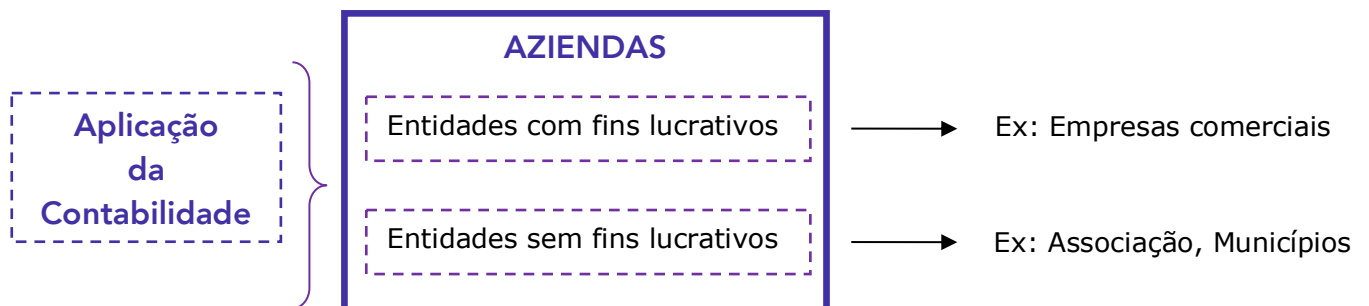 AZIENDAS
Aplicação
da
Contabilidade
Entidades com fins lucrativos
Ex: Empresas comerciais
Entidades sem fins lucrativos
Ex: Associação, Municípios